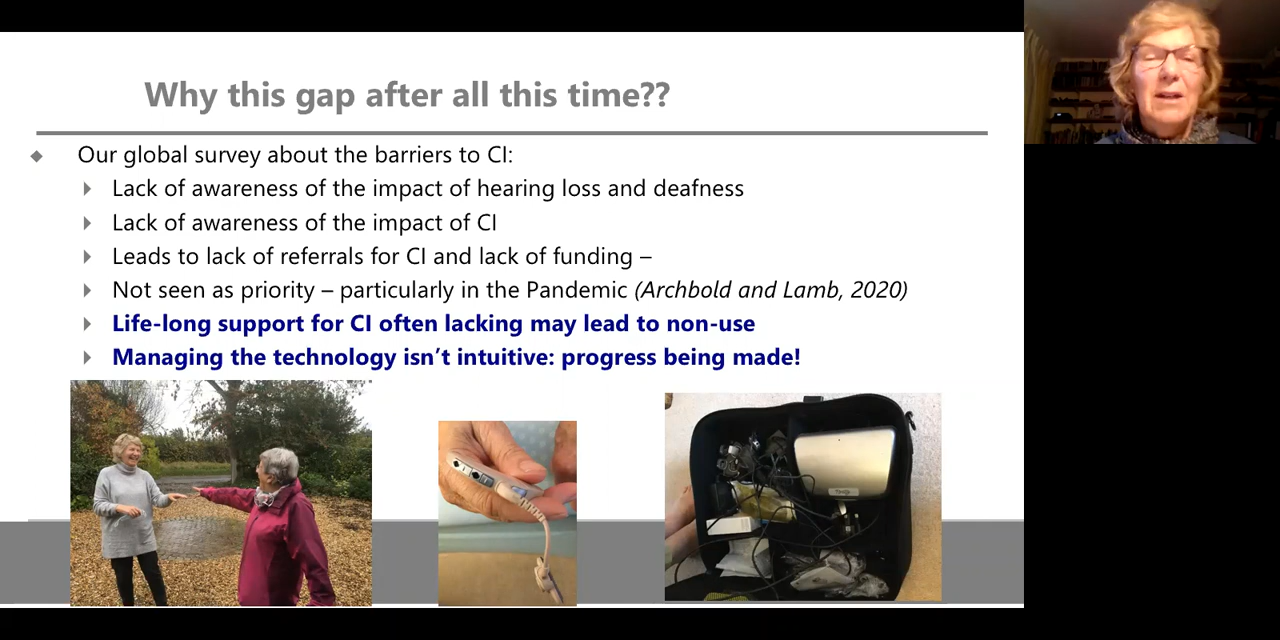 Why this gap after all this time??
Our global survey about the barriers to CI:
Lack of awareness of the impact of hearing loss and deafness
Lack of awareness of the impact of CI
Leads to lack of referrals for CI and lack of funding –
Not seen as priority – particularly in the Pandemic (Archbold and Lamb, 2020)
Life-long support for CI often lacking may lead to non-use
Managing the technology isn’t intuitive: progress being made!